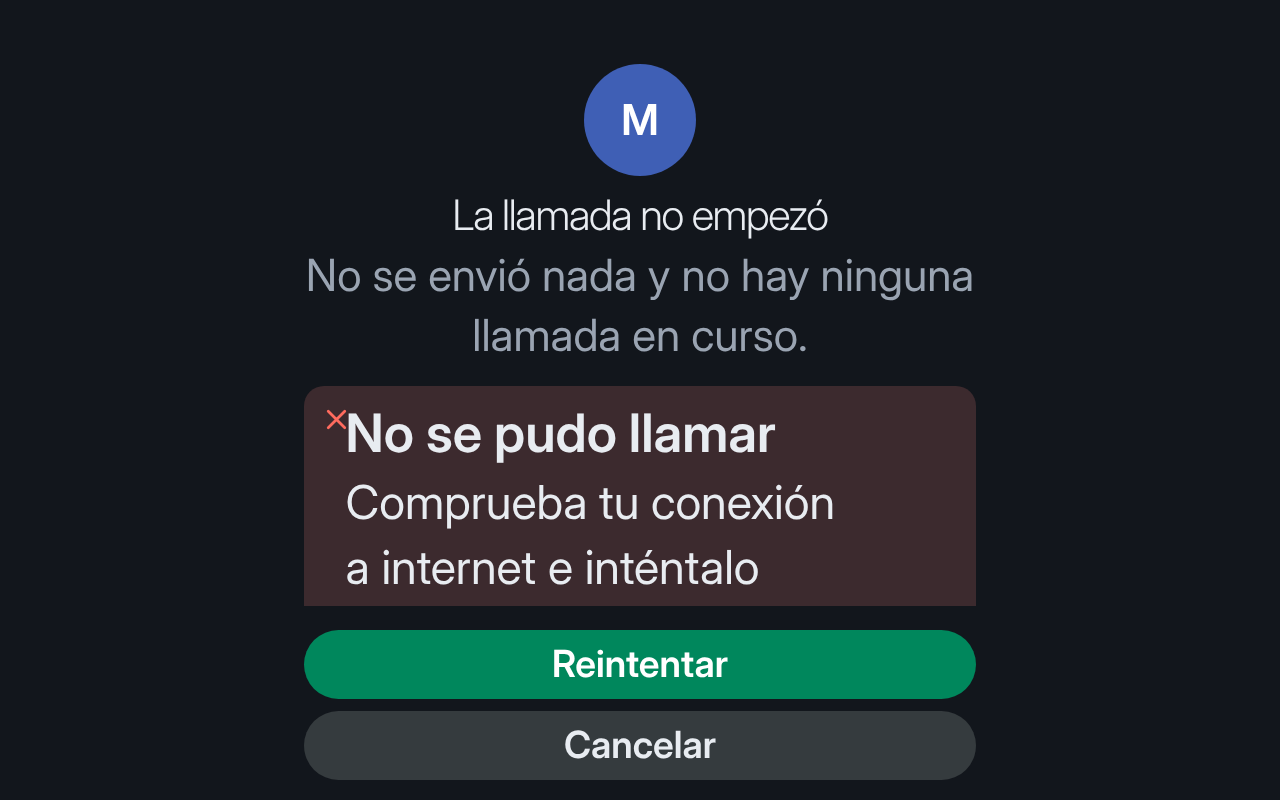 M
La llamada no empezó
No se envió nada y no hay ninguna
llamada en curso.
No se pudo llamar
Comprueba tu conexión
a internet e inténtalo
Reintentar
Cancelar